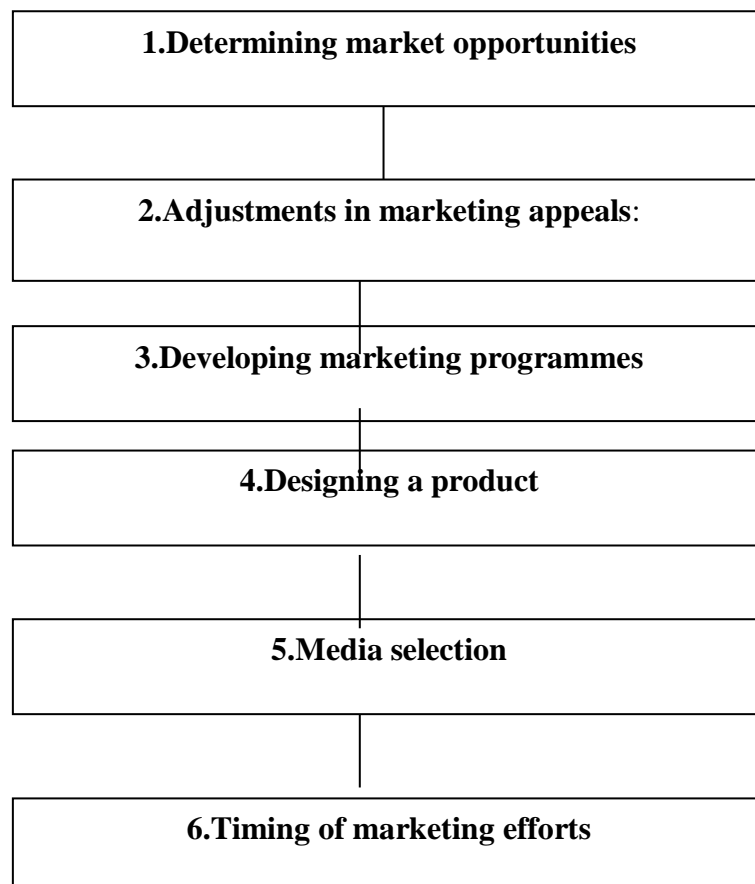 1.Determining market opportunities
2.Adjustments in marketing appeals:
3.Developing marketing programmes
4.Designing a product
5.Media selection
6.Timing of marketing efforts